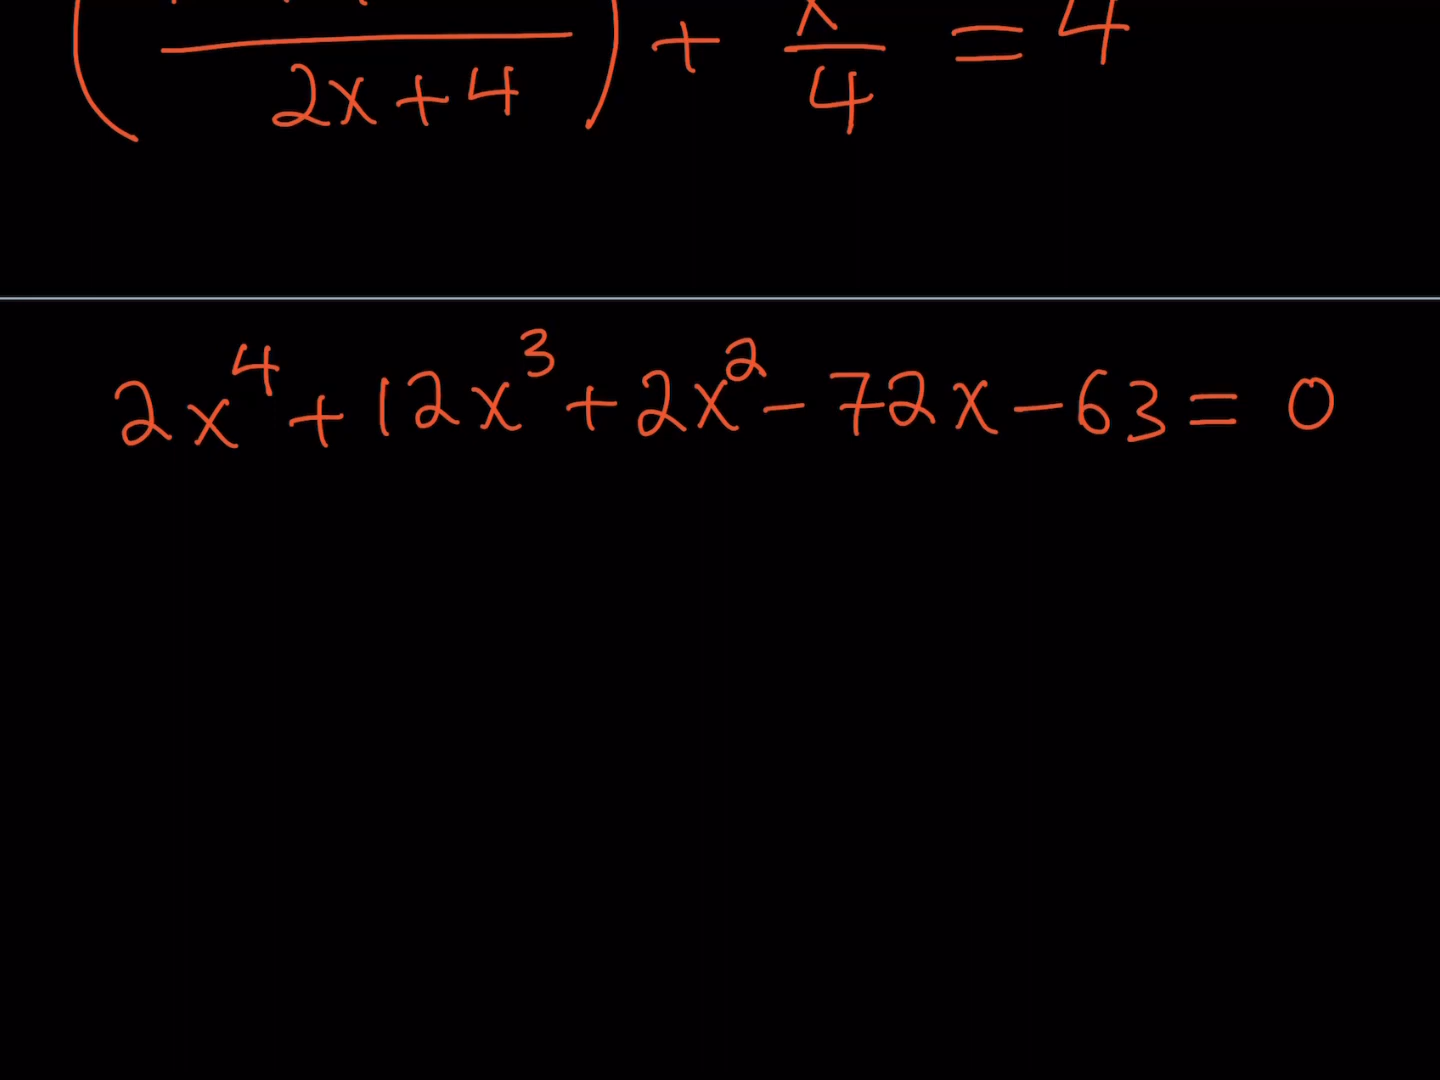 2x+4 ) + x/4 = 4
2x⁴ + 12x³ + 2x² - 72x - 63 = 0